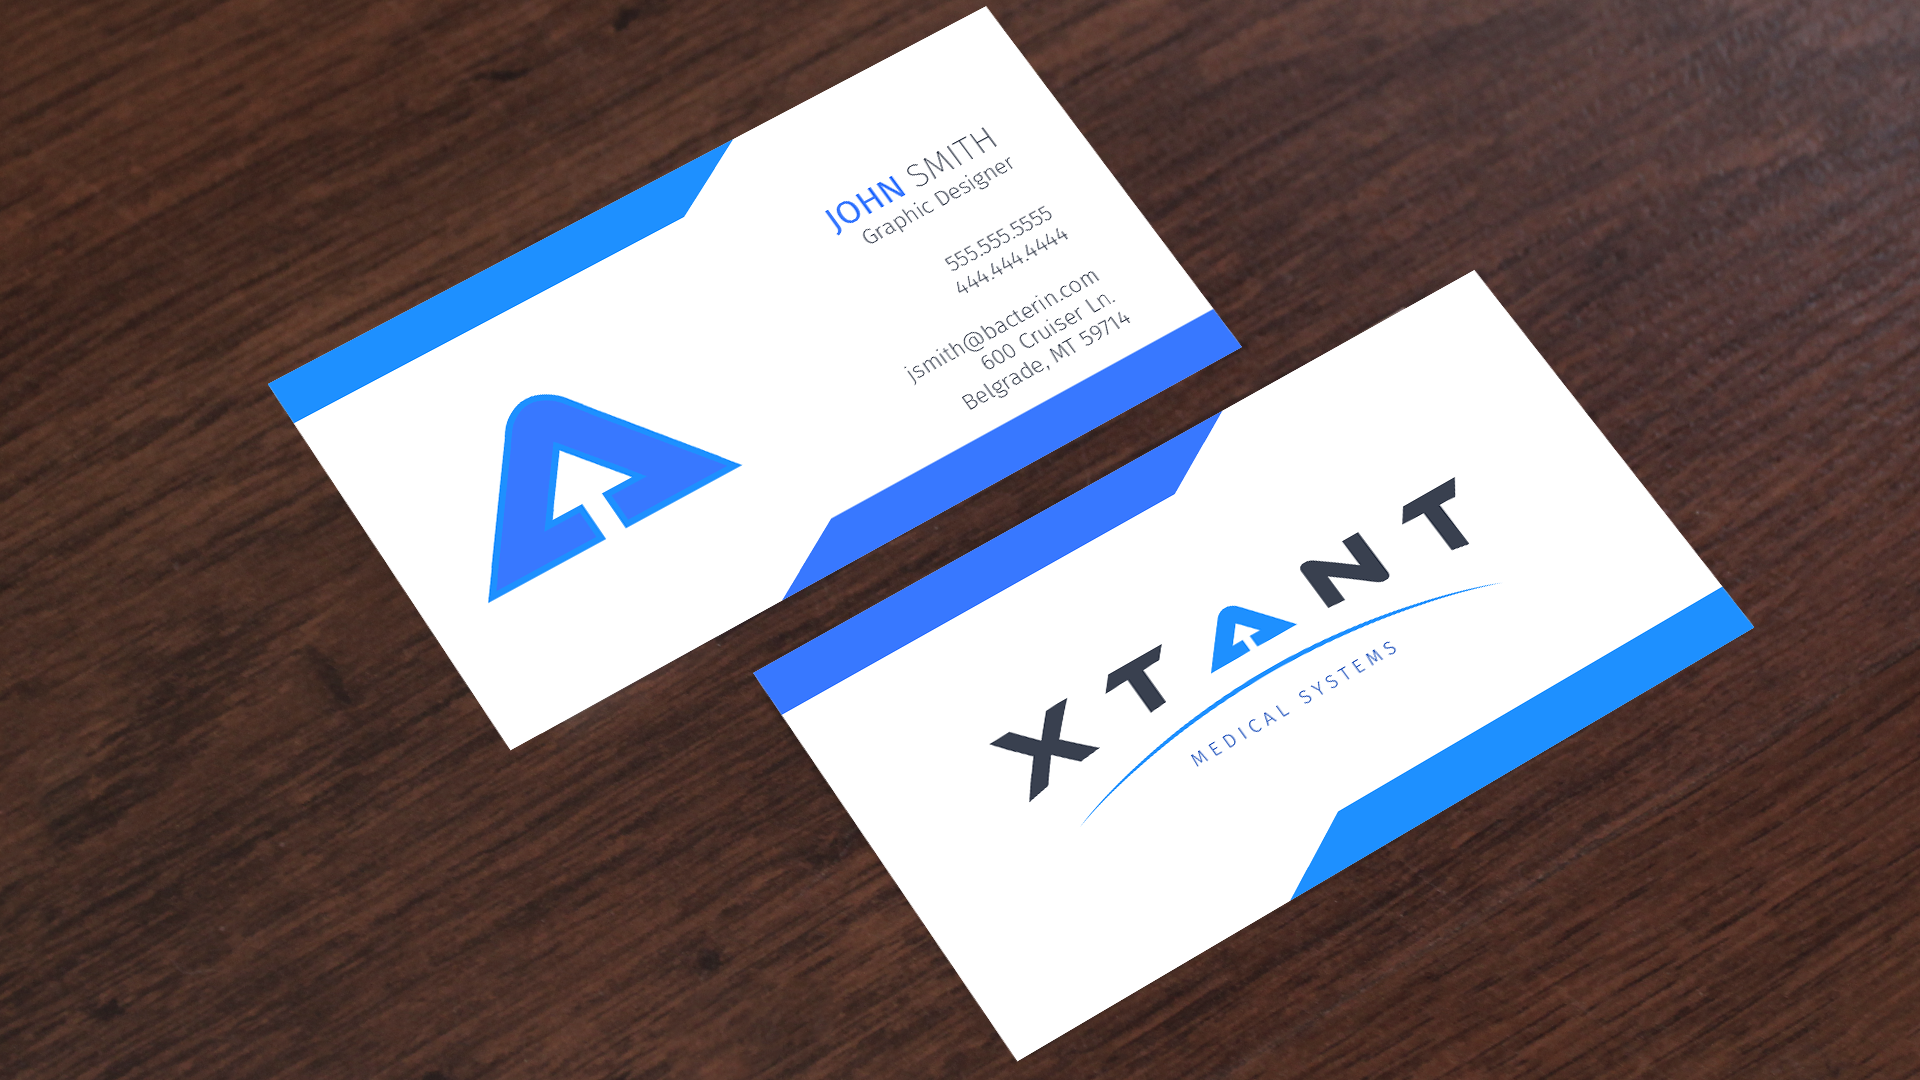 JOHN SMITH
Graphic Designer
555.555.5555
444.444.4444
jsmith@bacterin.com
600 Cruiser Ln.
Belgrade, MT 59714
XTANT
MEDICAL SYSTEMS